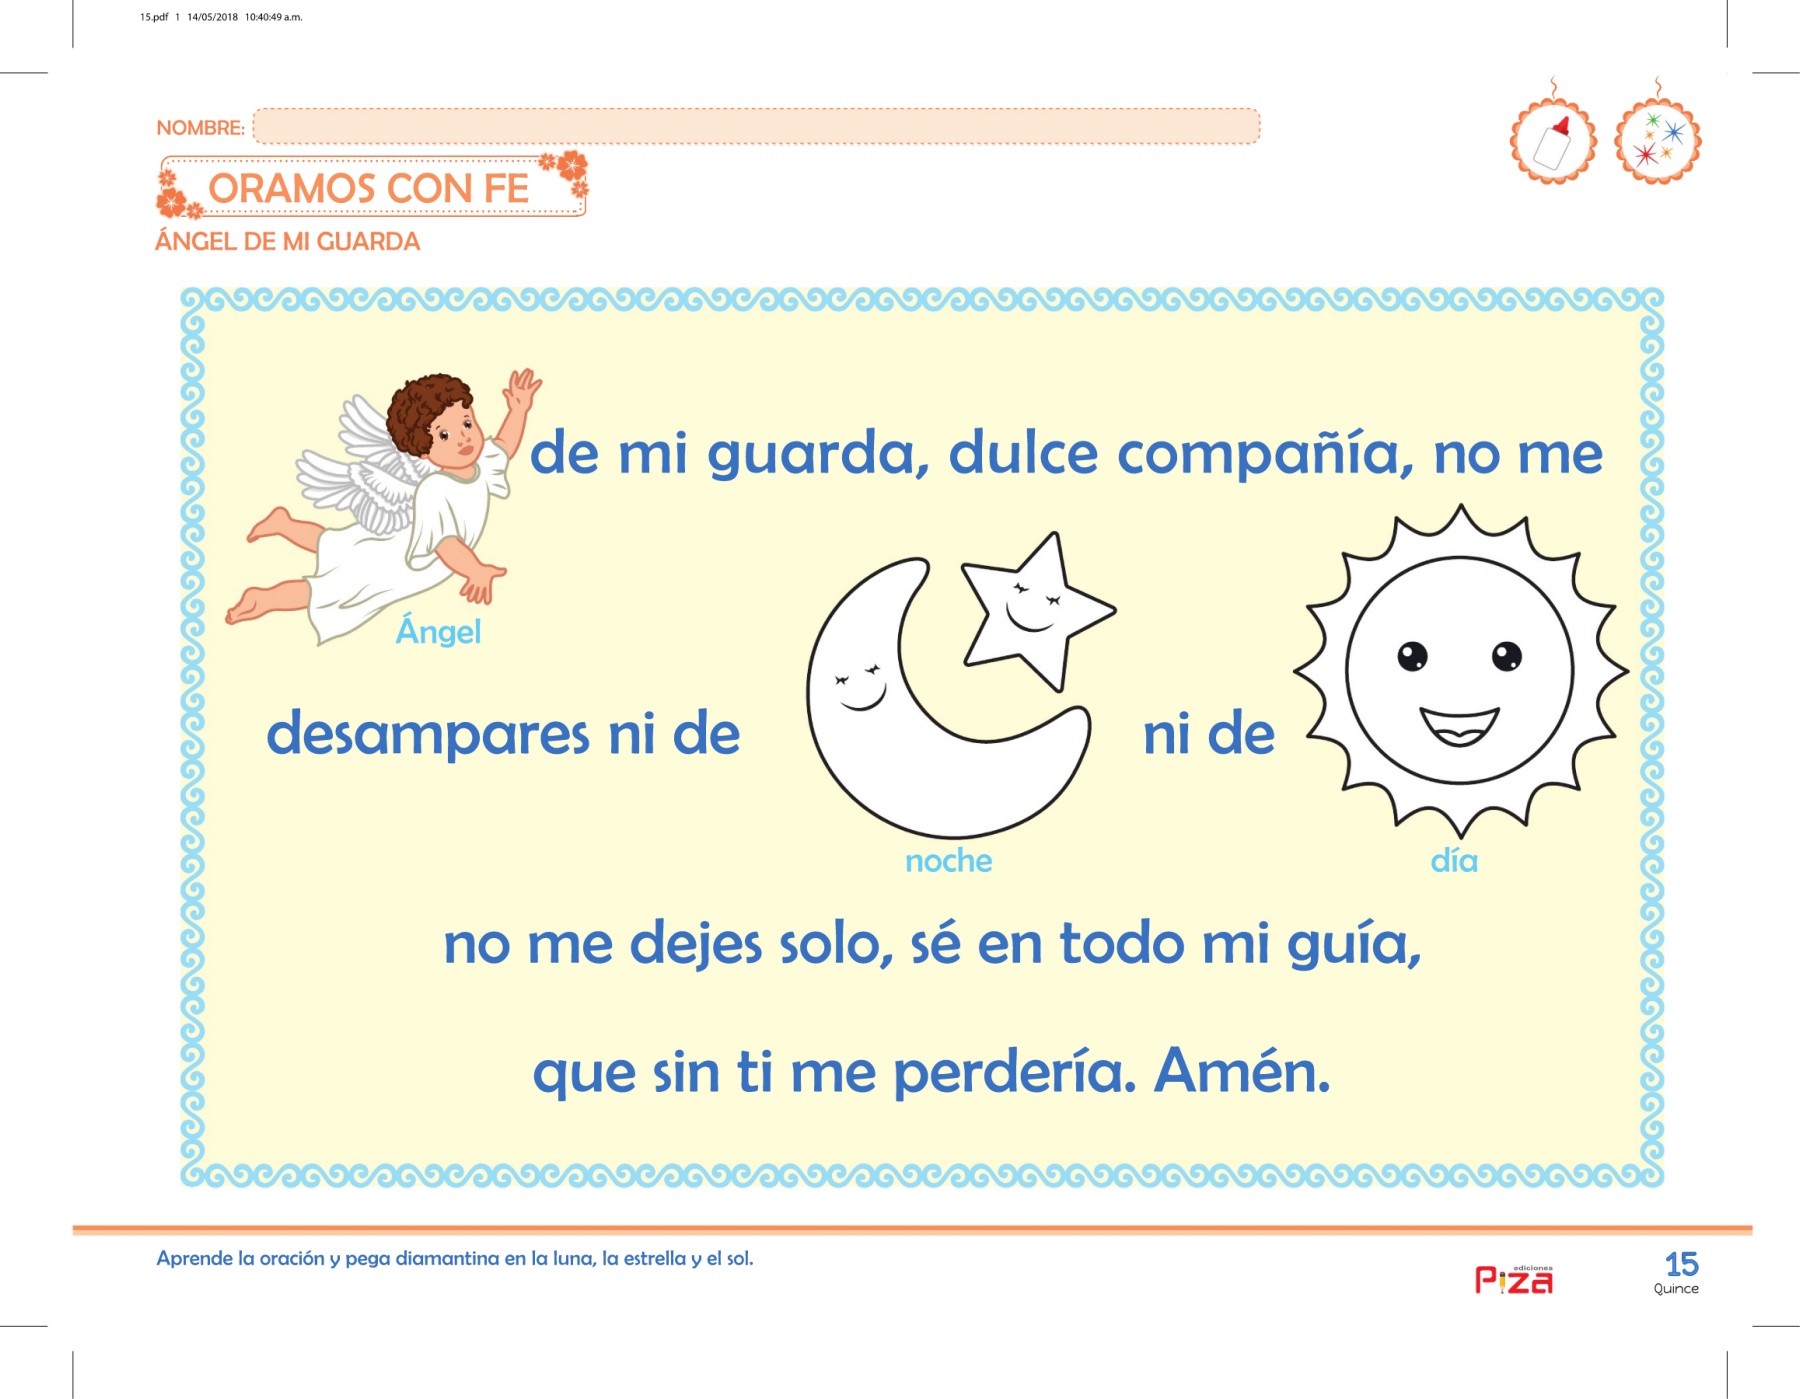 15.pdf 1 14/05/2018 10:40:49 a.m.
NOMBRE:
ORAMOS CON FE
ÁNGEL DE MI GUARDA
de mi guarda, dulce compañía, no me
Ángel
desampares ni de ni de
noche día
no me dejes solo, sé en todo mi guía,
que sin ti me perdería. Amén.
Aprende la oración y pega diamantina en la luna, la estrella y el sol.
ediciones
Piza
15
Quince